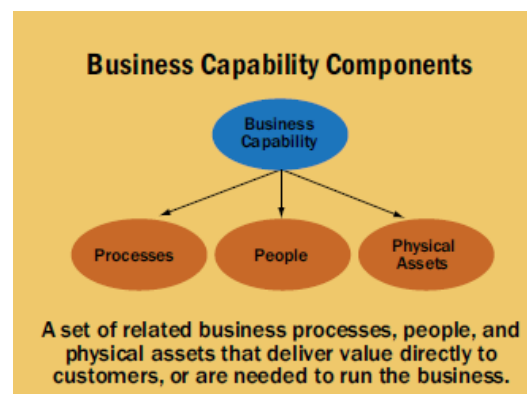 Business Capability Components
Business
Capability
Processes
People
Physical
Assets
A set of related business processes, people, and
physical assets that deliver value directly to
customers, or are needed to run the business.